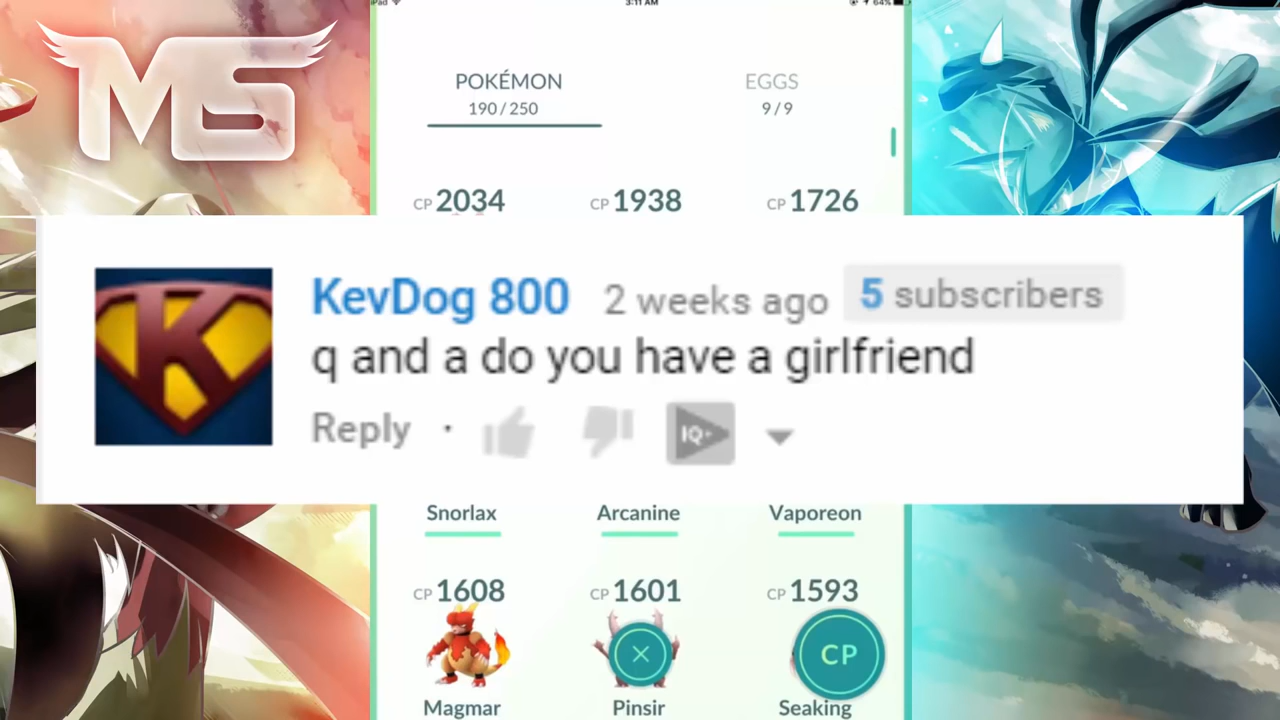 iPad 3:11 AM 64%
MS
POKÉMON EGGS
190 / 250 9 / 9
CP 2034 CP 1938 CP 1726
KevDog 800 2 weeks ago 5 subscribers
K
q and a do you have a girlfriend
Reply · IQ+
Snorlax Arcanine Vaporeon
CP 1608 CP 1601 CP 1593
CP
Magmar Pinsir Seaking